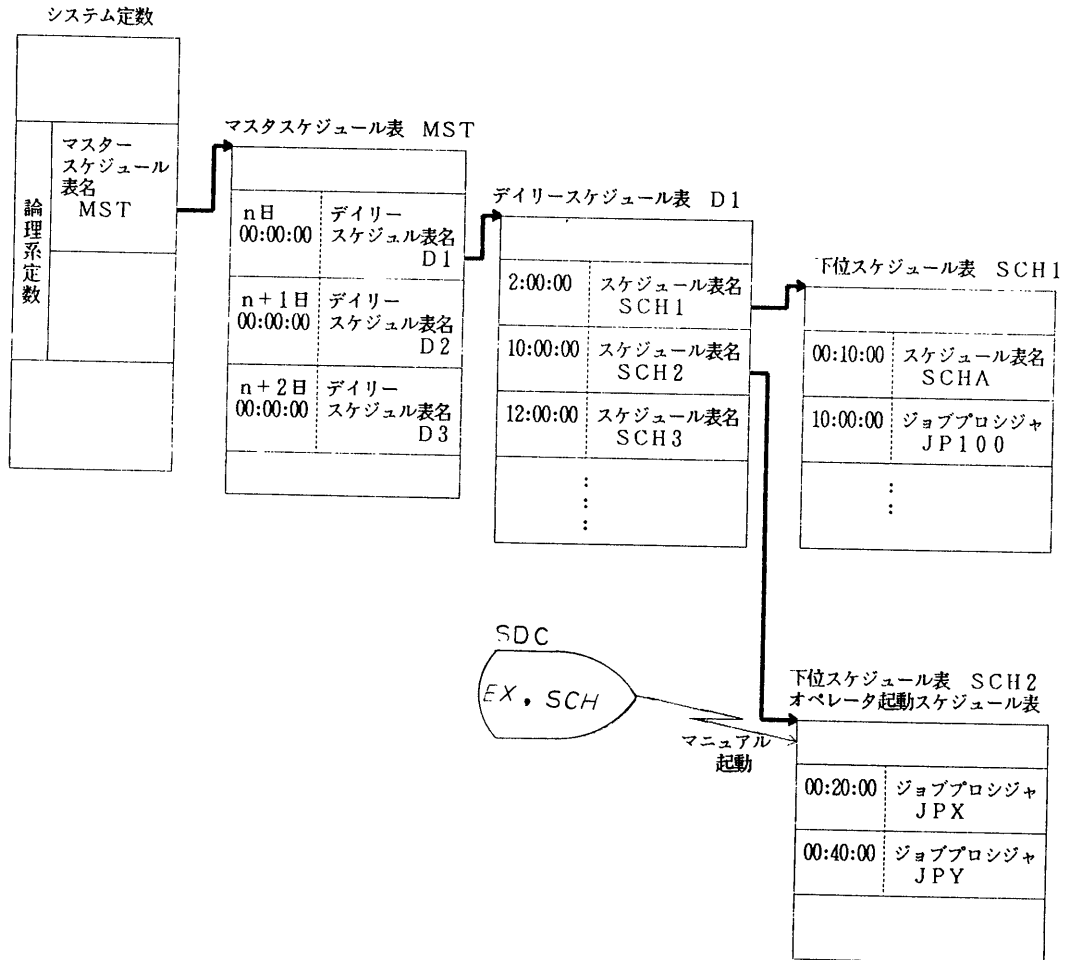 システム定数
論理系定数
マスター
スケジュール
表名
MST
マスタスケジュール表 MST
n日
00:00:00
デイリー
スケジュル表名
D1
n+1日
00:00:00
デイリー
スケジュル表名
D2
n+2日
00:00:00
デイリー
スケジュル表名
D3
デイリースケジュール表 D1
2:00:00
スケジュール表名
SCH1
10:00:00
スケジュール表名
SCH2
12:00:00
スケジュール表名
SCH3
下位スケジュール表 SCH1
00:10:00
スケジュール表名
SCHA
10:00:00
ジョブプロシジャ
JP100
SDC
EX, SCH
マニュアル
起動
下位スケジュール表 SCH2
オペレータ起動スケジュール表
00:20:00
ジョブプロシジャ
JPX
00:40:00
ジョブプロシジャ
JPY